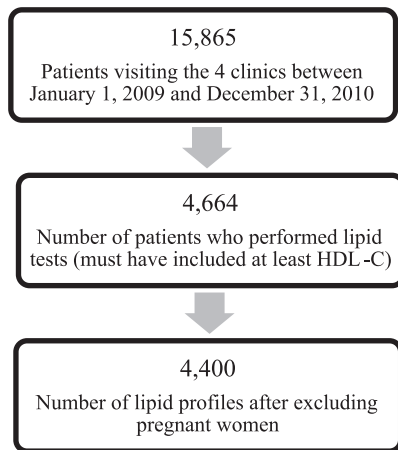 15,865
Patients visiting the 4 clinics between
January 1, 2009 and December 31, 2010
4,664
Number of patients who performed lipid
tests (must have included at least HDL-C)
4,400
Number of lipid profiles after excluding
pregnant women